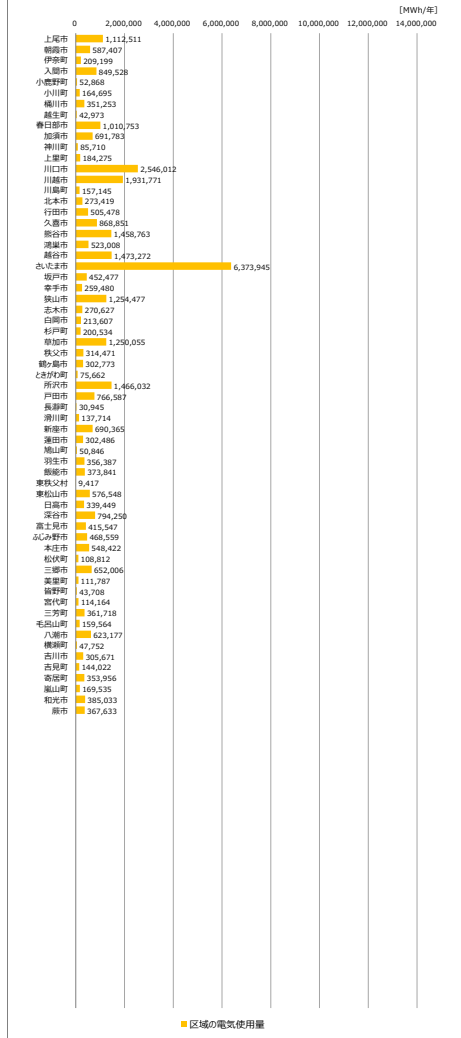 [MWh/年]
0 2,000,000 4,000,000 6,000,000 8,000,000 10,000,000 12,000,000 14,000,000
上尾市 1,112,511
朝霞市 587,407
伊奈町 209,199
入間市 849,528
小鹿野町 52,868
小川町 164,695
桶川市 351,253
越生町 42,973
春日部市 1,010,753
加須市 691,783
神川町 85,710
上里町 184,275
川口市 2,546,012
川越市 1,931,771
川島町 157,145
北本市 273,419
行田市 505,478
久喜市 868,851
熊谷市 1,458,763
鴻巣市 523,008
越谷市 1,473,272
さいたま市 6,373,945
坂戸市 452,477
幸手市 259,480
狭山市 1,254,477
志木市 270,627
白岡市 213,607
杉戸町 200,534
草加市 1,250,055
秩父市 314,471
鶴ヶ島市 302,773
ときがわ町 75,662
所沢市 1,466,032
戸田市 766,587
長瀞町 30,945
滑川町 137,714
新座市 690,365
蓮田市 302,486
鳩山町 50,846
羽生市 356,387
飯能市 373,841
東秩父村 9,417
東松山市 576,548
日高市 339,449
深谷市 794,250
富士見市 415,547
ふじみ野市 468,559
本庄市 548,422
松伏町 108,812
三郷市 652,006
美里町 111,787
皆野町 43,708
宮代町 114,164
三芳町 361,718
毛呂山町 159,564
八潮市 623,177
横瀬町 47,752
吉川市 305,671
吉見町 144,022
寄居町 353,956
嵐山町 169,535
和光市 385,033
蕨市 367,633
区域の電気使用量